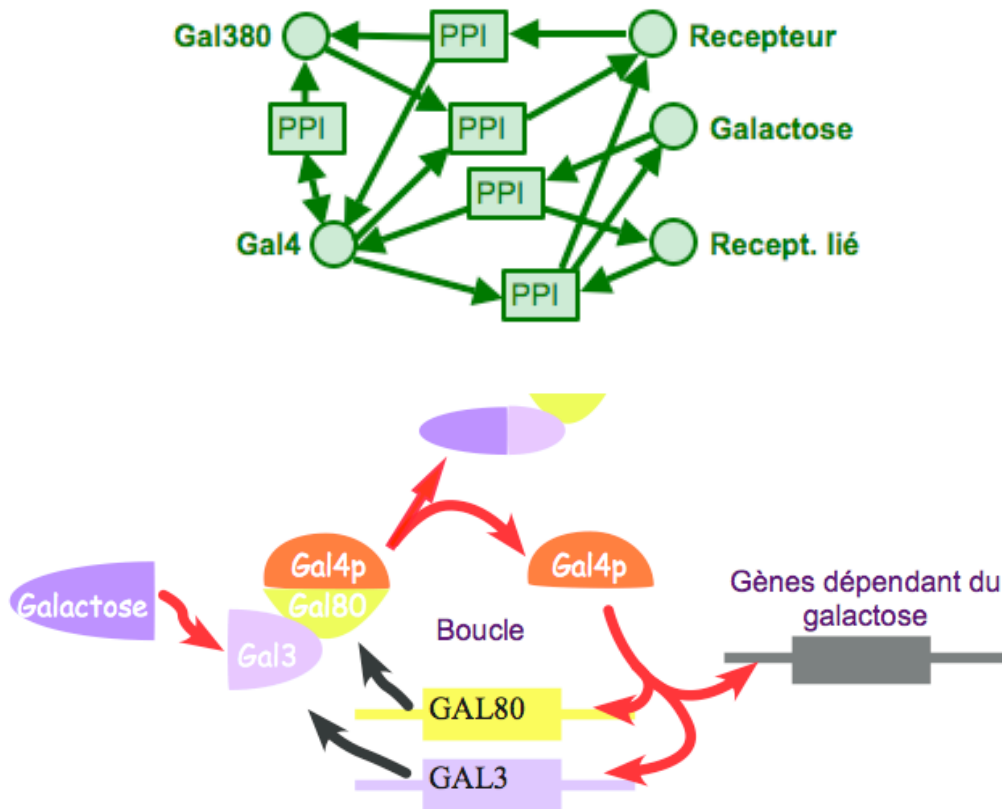 Gal380
PPI
Recepteur
PPI
PPI
Galactose
PPI
Gal4
Recept. lié
PPI
Gal4p
Gal80
Gal4p
Galactose
Gal3
Boucle
Gènes dépendant du
galactose
GAL80
GAL3